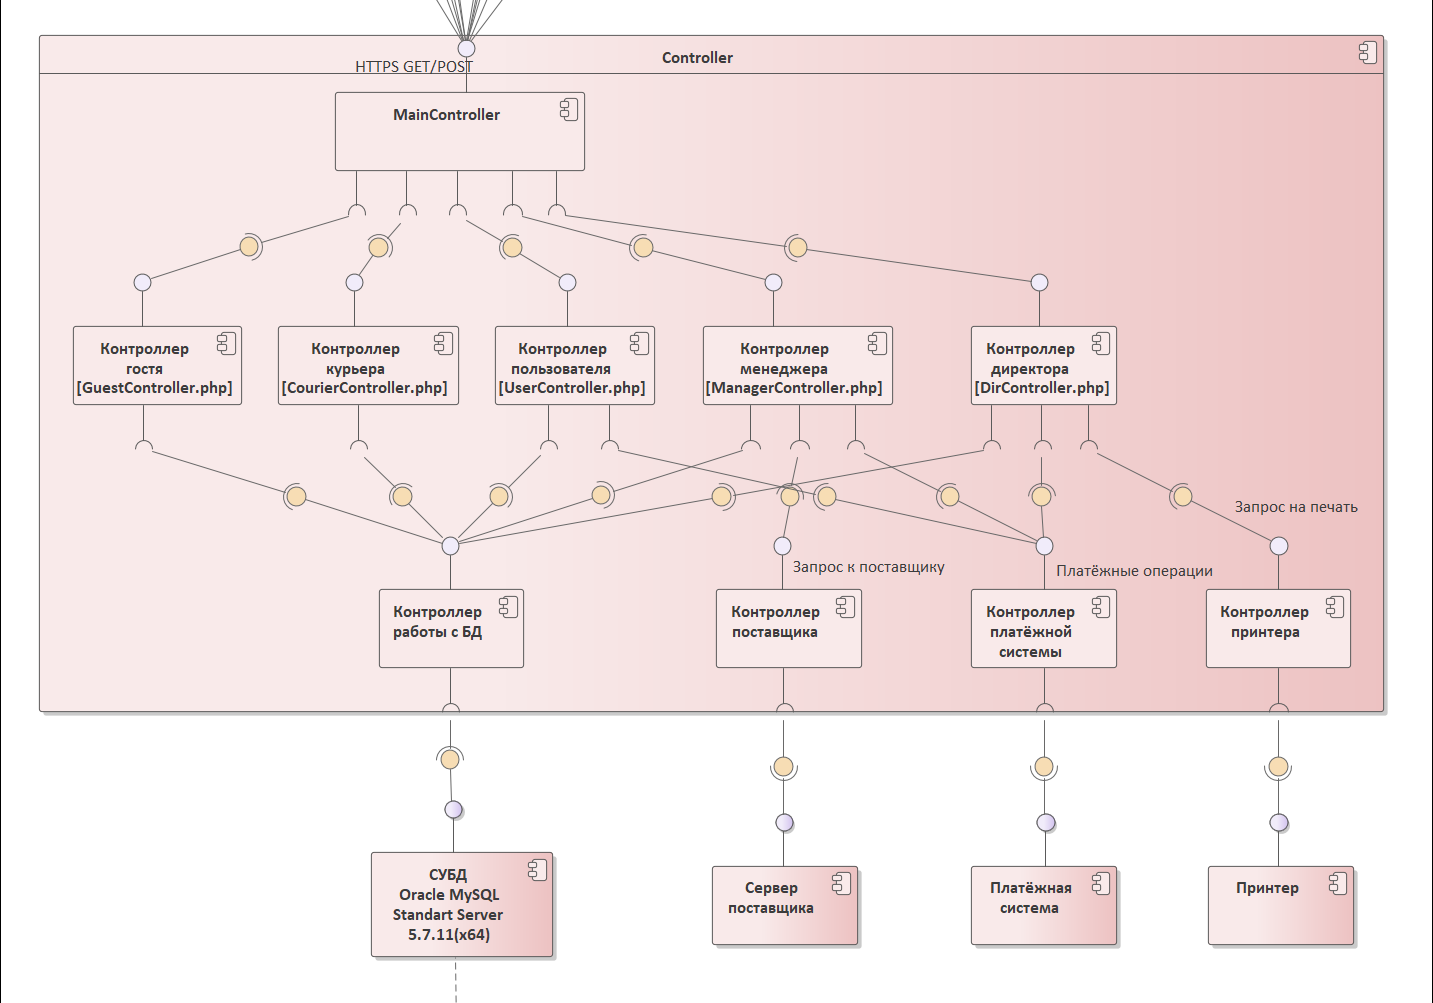 Controller
HTTPS GET/POST
MainController
Контроллер
гостя
[GuestController.php]
Контроллер
курьера
[CourierController.php]
Контроллер
пользователя
[UserController.php]
Контроллер
менеджера
[ManagerController.php]
Контроллер
директора
[DirController.php]
Запрос на печать
Запрос к поставщику
Платёжные операции
Контроллер
работы с БД
Контроллер
поставщика
Контроллер
платёжной
системы
Контроллер
принтера
СУБД
Oracle MySQL
Standart Server
5.7.11(x64)
Сервер
поставщика
Платёжная
система
Принтер